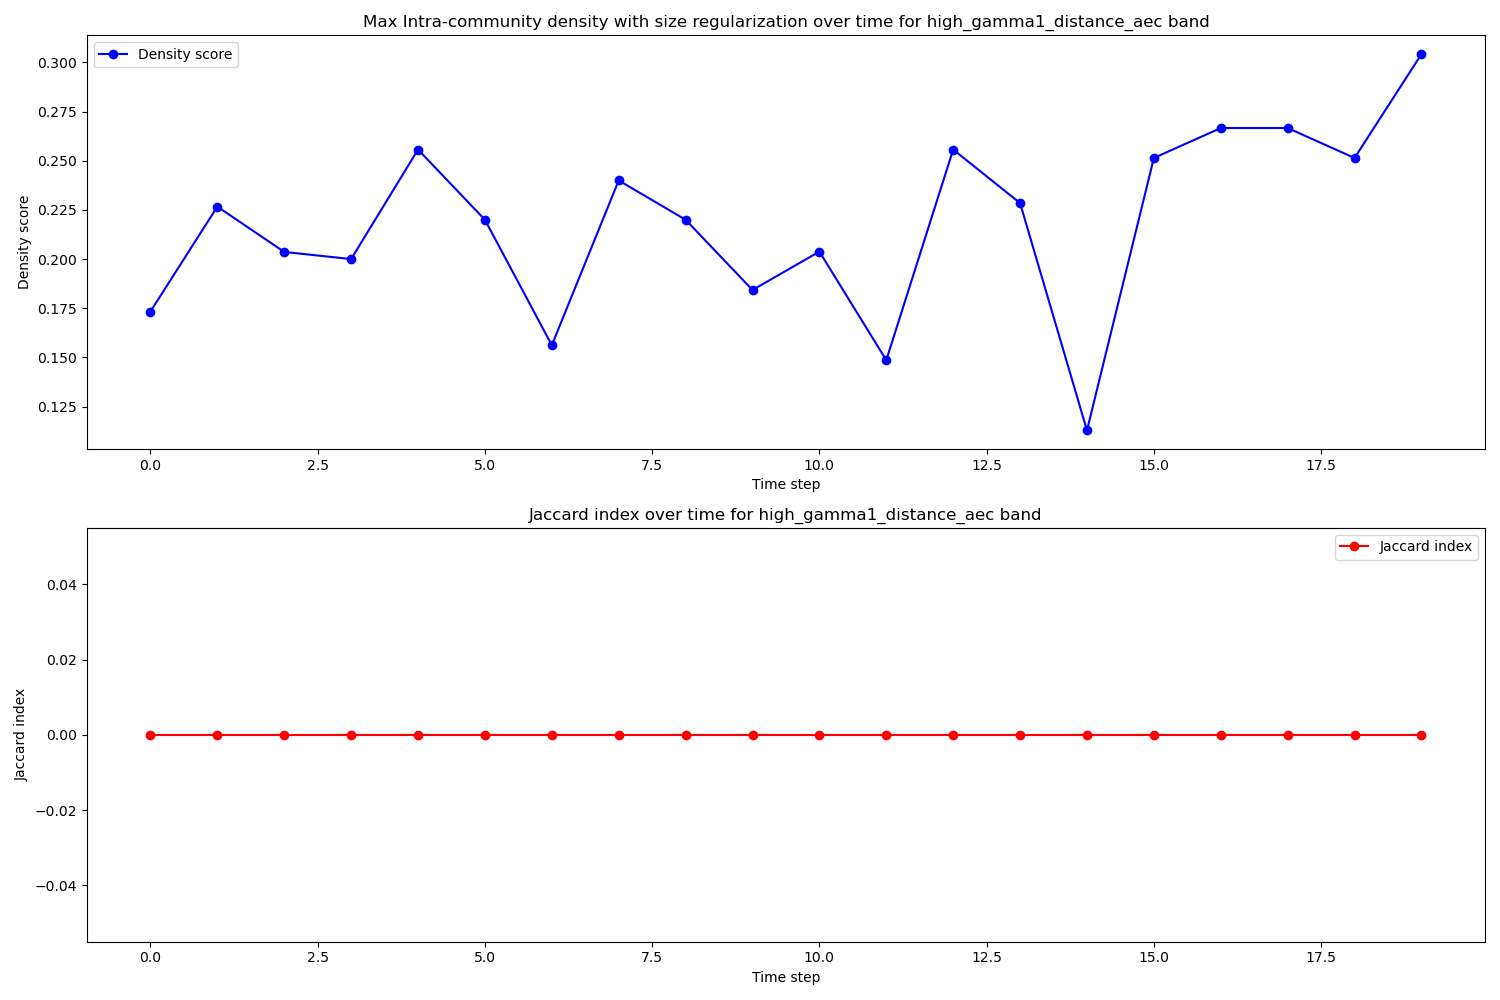 Max Intra-community density with size regularization over time for high_gamma1_distance_aec band
Density score
0.300
0.275
0.250
0.225
0.200
0.175
0.150
0.125
Density score
0.0 2.5 5.0 7.5 10.0 12.5 15.0 17.5
Time step
Jaccard index over time for high_gamma1_distance_aec band
Jaccard index
0.04
0.02
0.00
−0.02
−0.04
Jaccard index
0.0 2.5 5.0 7.5 10.0 12.5 15.0 17.5
Time step